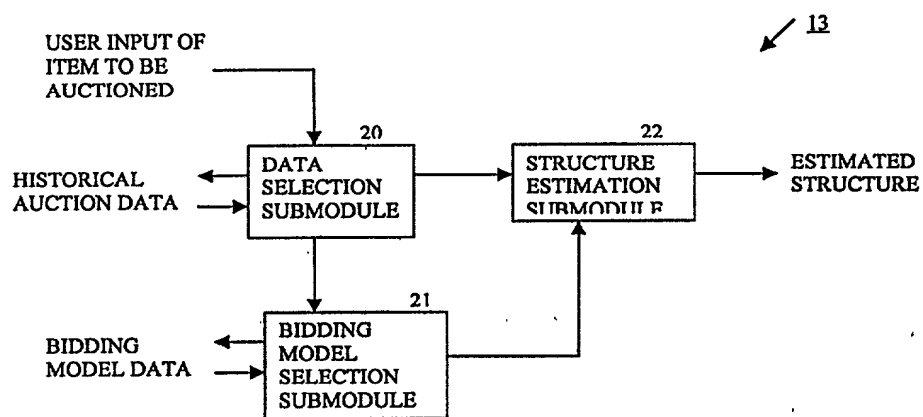 13
USER INPUT OF
ITEM TO BE
AUCTIONED
20
DATA
SELECTION
SUBMODULE
22
STRUCTURE
ESTIMATION
SUBMODULE
ESTIMATED
STRUCTURE
HISTORICAL
AUCTION DATA
21
BIDDING
MODEL
SELECTION
SUBMODULE
BIDDING
MODEL DATA